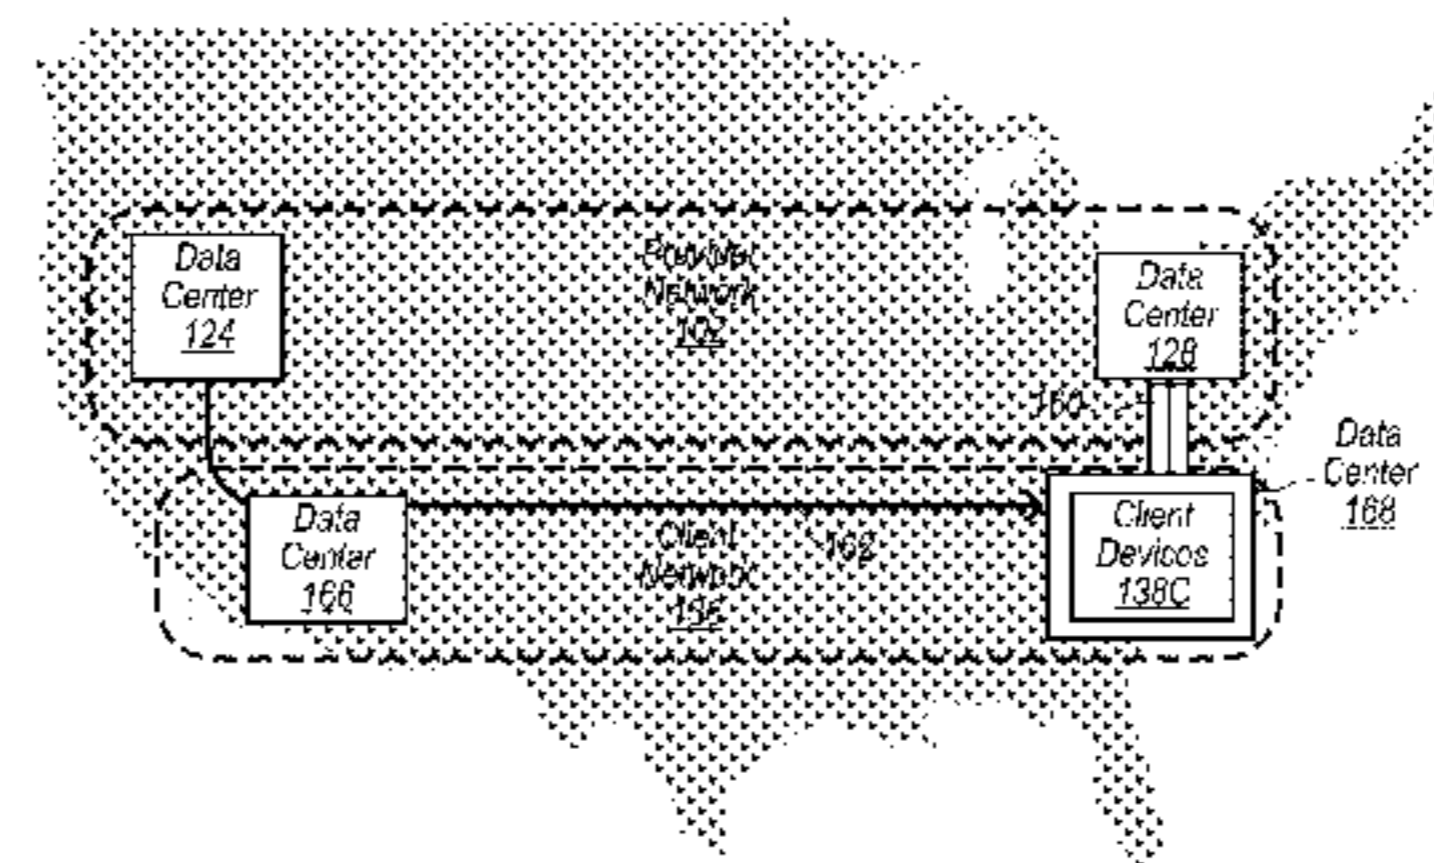 Data
Center
124
Provider
Network
102
Data
Center
128
160
Data
Center
168
Data
Center
166
Client
Network
162
Client
Devices
138C